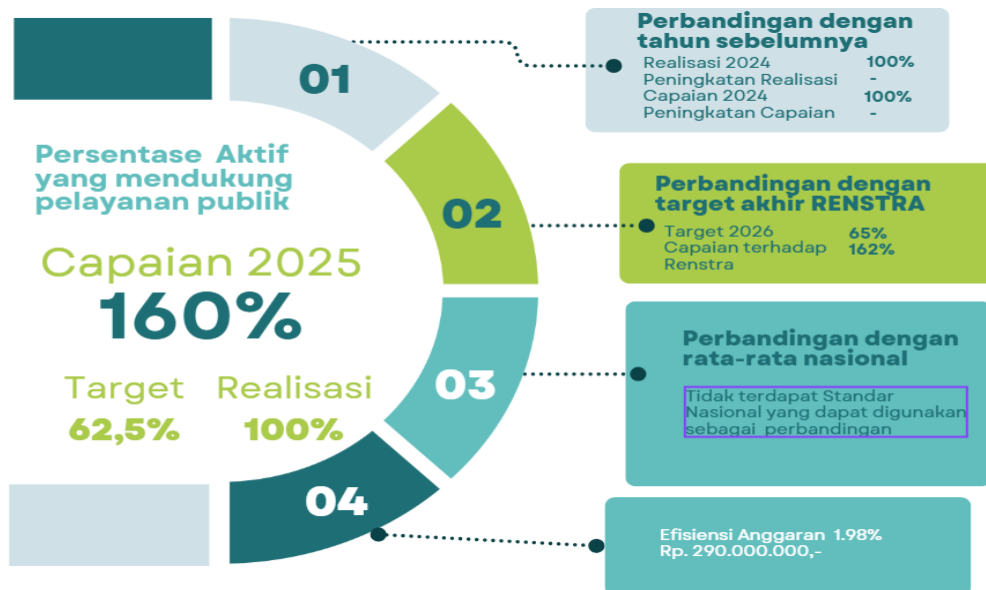 Persentase Aktif
yang mendukung
pelayanan publik
Capaian 2025
160%
Target Realisasi
62,5% 100%
01
Perbandingan dengan
tahun sebelumnya
Realisasi 2024 100%
Peningkatan Realisasi -
Capaian 2024 100%
Peningkatan Capaian -
02
Perbandingan dengan
target akhir RENSTRA
Target 2026 65%
Capaian terhadap 162%
Renstra
03
Perbandingan dengan
rata-rata nasional
Tidak terdapat Standar
Nasional yang dapat digunakan
sebagai perbandingan
04
Efisiensi Anggaran 1.98%
Rp. 290.000.000,-